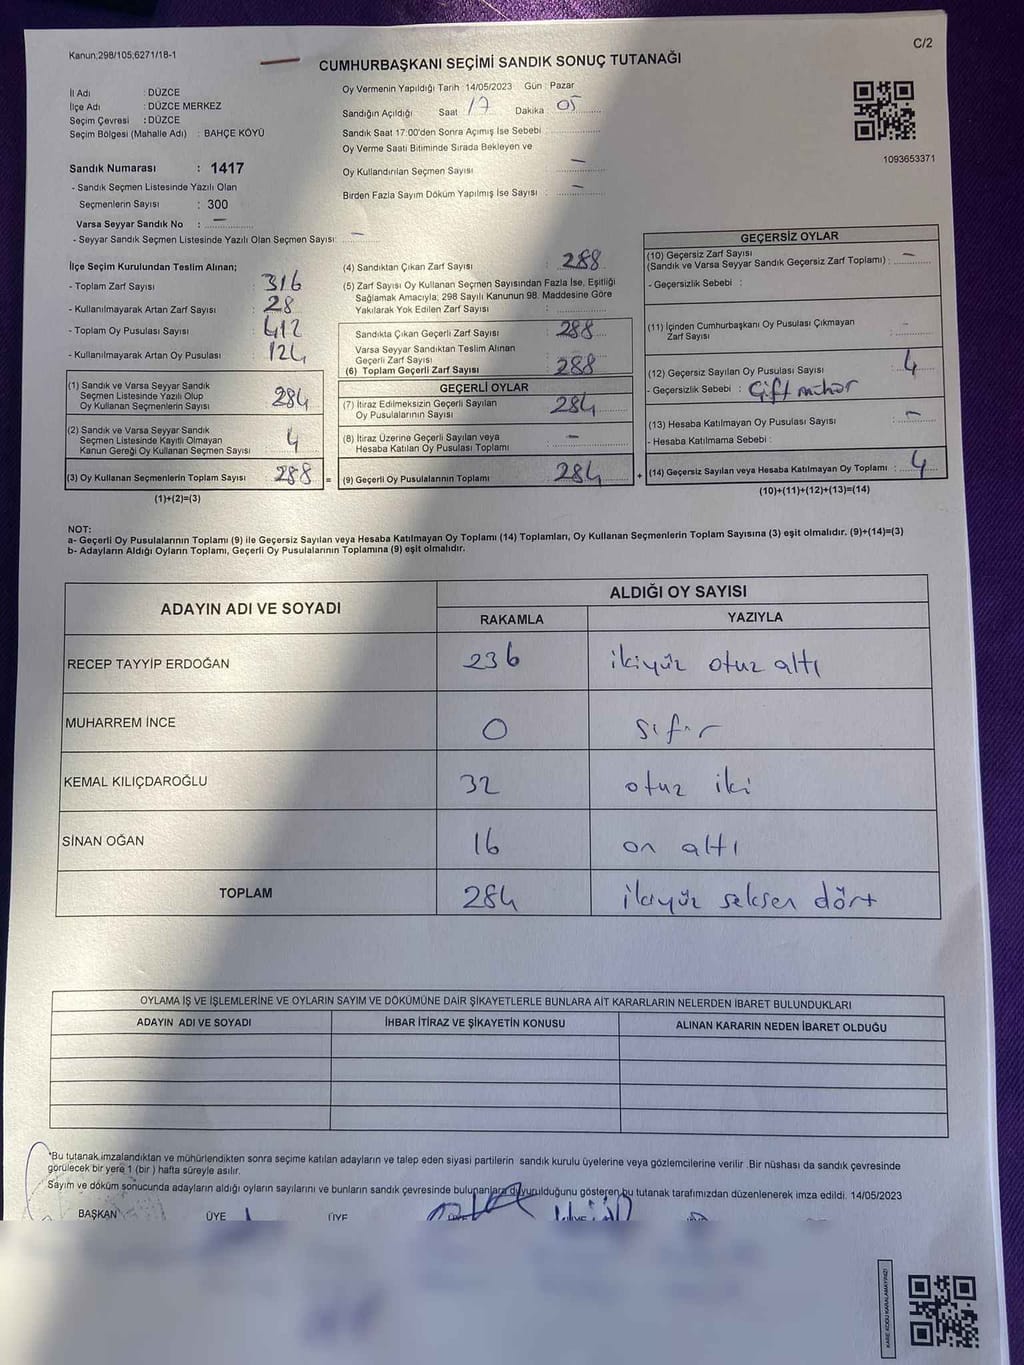 Kanun,298/105,6271/18-1
C/2
CUMHURBAŞKANI SEÇİMİ SANDIK SONUÇ TUTANAĞI
İl Adı : DÜZCE
İlçe Adı : DÜZCE MERKEZ
Seçim Çevresi : DÜZCE
Seçim Bölgesi (Mahalle Adı) : BAHÇE KÖYÜ
Oy Vermenin Yapıldığı Tarih :14/05/2023 Gün : Pazar
Sandığın Açıldığı Saat 17 Dakika 05
Sandık Saat 17:00'den Sonra Açımış İse Sebebi :
Oy Verme Saati Bitiminde Sırada Bekleyen ve
Oy Kullandırılan Seçmen Sayısı : —
Birden Fazla Sayım Döküm Yapılmış İse Sayısı : —
1093653371
Sandık Numarası : 1417
- Sandık Seçmen Listesinde Yazılı Olan
Seçmenlerin Sayısı : 300
Varsa Seyyar Sandık No : —
- Seyyar Sandık Seçmen Listesinde Yazılı Olan Seçmen Sayısı: —
İlçe Seçim Kurulundan Teslim Alınan;
- Toplam Zarf Sayısı : 316
- Kullanılmayarak Artan Zarf Sayısı : 28
- Toplam Oy Pusulası Sayısı : 412
- Kullanılmayarak Artan Oy Pusulası : 124
(1) Sandık ve Varsa Seyyar Sandık
Seçmen Listesinde Yazılı Olup
Oy Kullanan Seçmenlerin Sayısı : 284
(2) Sandık ve Varsa Seyyar Sandık
Seçmen Listesinde Kayıtlı Olmayan
Kanun Gereği Oy Kullanan Seçmen Sayısı : 4
(3) Oy Kullanan Seçmenlerin Toplam Sayısı : 288 =
(1)+(2)=(3)
(4) Sandıktan Çıkan Zarf Sayısı : 288
(5) Zarf Sayısı Oy Kullanan Seçmen Sayısından Fazla İse, Eşitliği
Sağlamak Amacıyla; 298 Sayılı Kanunun 98. Maddesine Göre
Yakılarak Yok Edilen Zarf Sayısı :
Sandıkta Çıkan Geçerli Zarf Sayısı : 288
Varsa Seyyar Sandıktan Teslim Alınan
Geçerli Zarf Sayısı :
(6) Toplam Geçerli Zarf Sayısı : 288
GEÇERLİ OYLAR
(7) İtiraz Edilmeksizin Geçerli Sayılan
Oy Pusulalarının Sayısı : 284
(8) İtiraz Üzerine Geçerli Sayılan veya
Hesaba Katılan Oy Pusulası Toplamı : —
(9) Geçerli Oy Pusulalarının Toplamı : 284 +
GEÇERSİZ OYLAR
(10) Geçersiz Zarf Sayısı
(Sandık ve Varsa Seyyar Sandık Geçersiz Zarf Toplamı) : —
- Geçersizlik Sebebi :
(11) İçinden Cumhurbaşkanı Oy Pusulası Çıkmayan
Zarf Sayısı : -
(12) Geçersiz Sayılan Oy Pusulası Sayısı : 4
- Geçersizlik Sebebi : Çift mühür
(13) Hesaba Katılmayan Oy Pusulası Sayısı : —
- Hesaba Katılmama Sebebi :
(14) Geçersiz Sayılan veya Hesaba Katılmayan Oy Toplamı : 4
(10)+(11)+(12)+(13)=(14)
NOT:
a- Geçerli Oy Pusulalarının Toplamı (9) ile Geçersiz Sayılan veya Hesaba Katılmayan Oy Toplamı (14) Toplamları, Oy Kullanan Seçmenlerin Toplam Sayısına (3) eşit olmalıdır. (9)+(14)=(3)
b- Adayların Aldığı Oyların Toplamı, Geçerli Oy Pusulalarının Toplamına (9) eşit olmalıdır.
ADAYIN ADI VE SOYADI
ALDIĞI OY SAYISI
RAKAMLA YAZIYLA
RECEP TAYYİP ERDOĞAN 236 ikiyüz otuz altı
MUHARREM İNCE 0 sıfır
KEMAL KILIÇDAROĞLU 32 otuz iki
SİNAN OĞAN 16 on altı
TOPLAM 284 ikiyüz seksen dört
OYLAMA İŞ VE İŞLEMLERİNE VE OYLARIN SAYIM VE DÖKÜMÜNE DAİR ŞİKAYETLERLE BUNLARA AİT KARARLARIN NELERDEN İBARET BULUNDUKLARI
ADAYIN ADI VE SOYADI İHBAR İTİRAZ VE ŞİKAYETİN KONUSU ALINAN KARARIN NEDEN İBARET OLDUĞU
*Bu tutanak imzalandıktan ve mühürlendikten sonra seçime katılan adayların ve talep eden siyasi partilerin sandık kurulu üyelerine veya gözlemcilerine verilir .Bir nüshası da sandık çevresinde
görülecek bir yere 1 (bir ) hafta süreyle asılır.
Sayım ve döküm sonucunda adayların aldığı oyların sayılarını ve bunların sandık çevresinde bulunanlara duyurulduğunu gösteren bu tutanak tarafımızdan düzenlenerek imza edildi. 14/05/2023
BAŞKAN ÜYE ÜYE ÜYE
KARE KODU KARALAMAYINIZ!